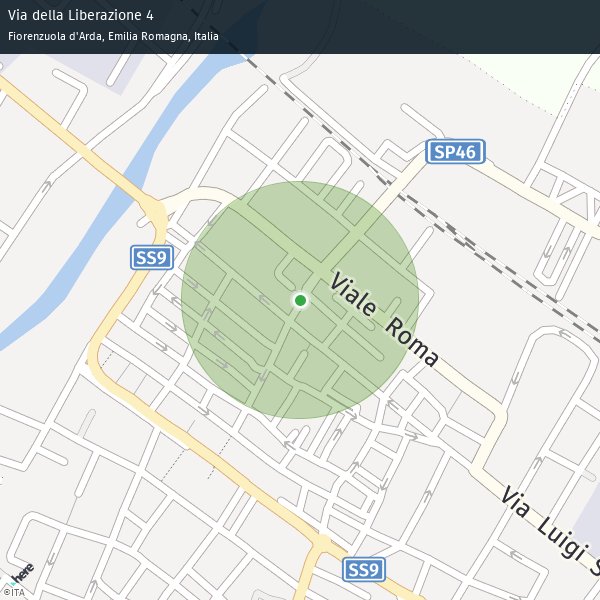 Via della Liberazione 4
Fiorenzuola d'Arda, Emilia Romagna, Italia
SP46
SS9
Viale Roma
Via Luigi S
SS9
here
©ITA